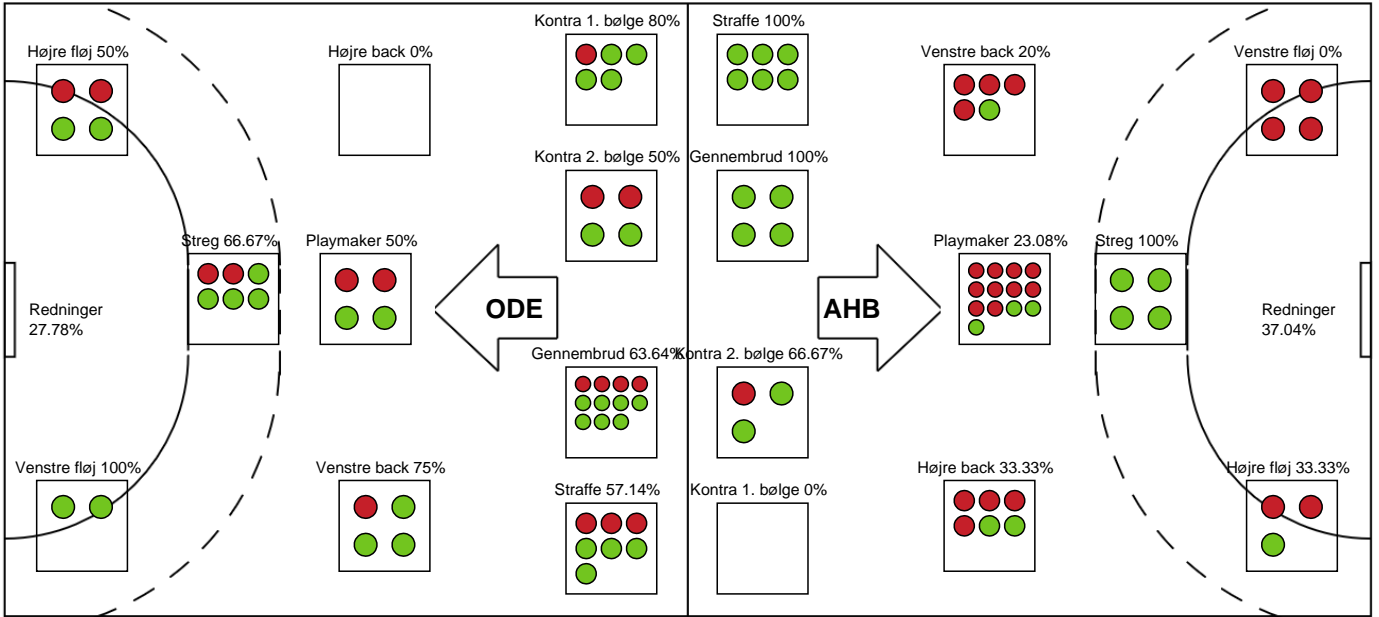 Kontra 1. bølge 80%
Straffe 100%
Højre fløj 50%
Højre back 0%
Venstre back 20%
Venstre fløj 0%
Kontra 2. bølge 50%
Gennembrud 100%
Streg 66.67%
Playmaker 50%
Playmaker 23.08%
Streg 100%
Redninger
27.78%
ODE
AHB
Redninger
37.04%
Gennembrud 63.64%
Kontra 2. bølge 66.67%
Venstre fløj 100%
Venstre back 75%
Højre back 33.33%
Højre fløj 33.33%
Straffe 57.14%
Kontra 1. bølge 0%